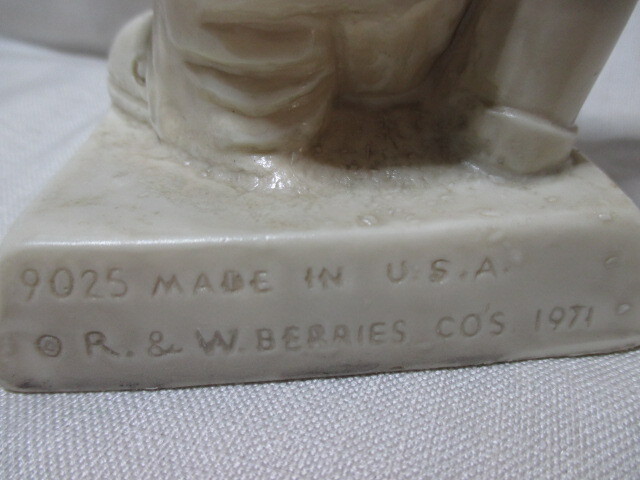 9025 MADE IN U.S.A.
© R. & W. BERRIES CO'S. 1971